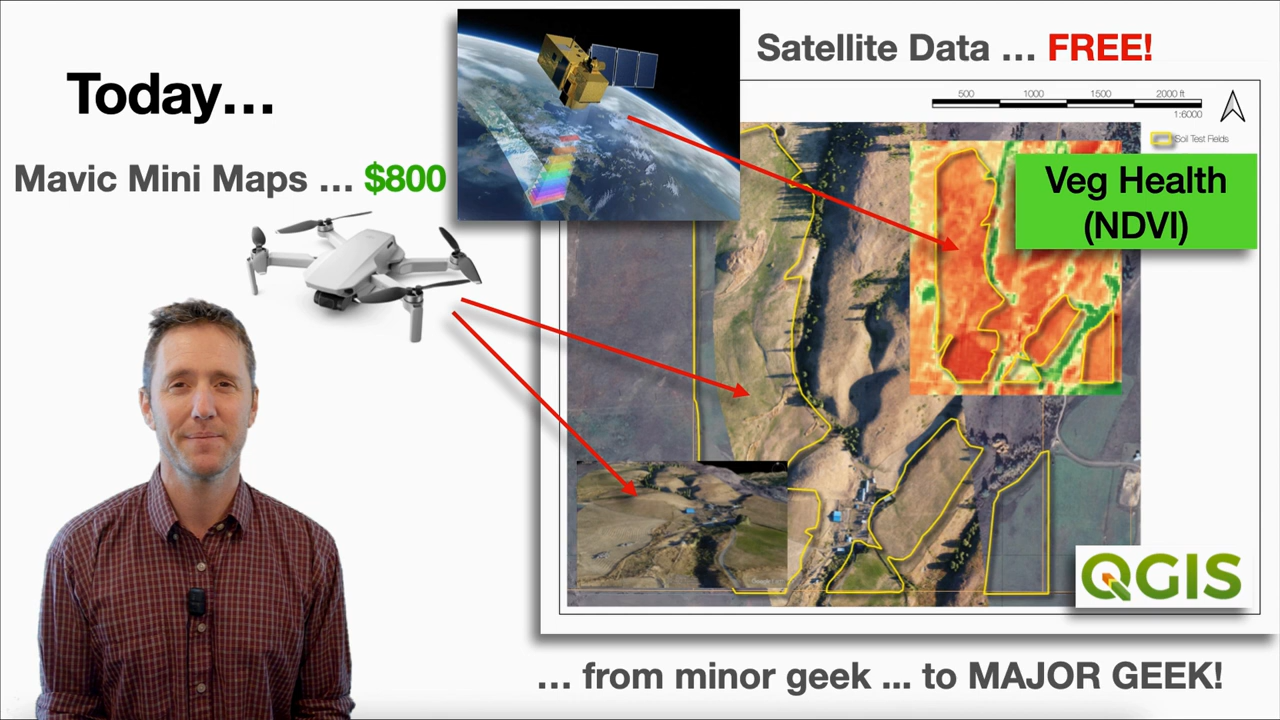 Today...
Mavic Mini Maps ... $800
Satellite Data ... FREE!
500 1000 1500 2000 ft
1:6000
Soil Test Fields
Veg Health
(NDVI)
QGIS
... from minor geek ... to MAJOR GEEK!